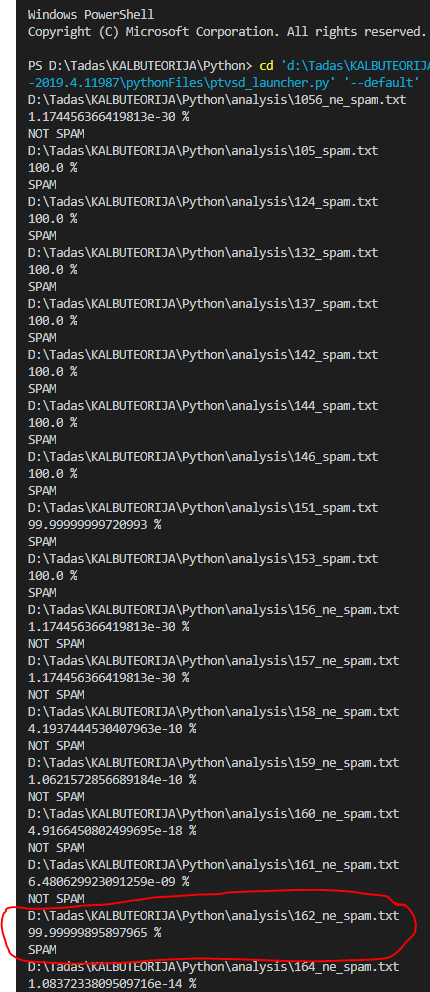 Windows PowerShell
Copyright (C) Microsoft Corporation. All rights reserved.
PS D:\Tadas\KALBUTEORIJA\Python> cd 'd:\Tadas\KALBUTEORIJA
-2019.4.11987\pythonFiles\ptvsd_launcher.py' '--default'
D:\Tadas\KALBUTEORIJA\Python\analysis\1056_ne_spam.txt
1.174456366419813e-30 %
NOT SPAM
D:\Tadas\KALBUTEORIJA\Python\analysis\105_spam.txt
100.0 %
SPAM
D:\Tadas\KALBUTEORIJA\Python\analysis\124_spam.txt
100.0 %
SPAM
D:\Tadas\KALBUTEORIJA\Python\analysis\132_spam.txt
100.0 %
SPAM
D:\Tadas\KALBUTEORIJA\Python\analysis\137_spam.txt
100.0 %
SPAM
D:\Tadas\KALBUTEORIJA\Python\analysis\142_spam.txt
100.0 %
SPAM
D:\Tadas\KALBUTEORIJA\Python\analysis\144_spam.txt
100.0 %
SPAM
D:\Tadas\KALBUTEORIJA\Python\analysis\146_spam.txt
100.0 %
SPAM
D:\Tadas\KALBUTEORIJA\Python\analysis\151_spam.txt
99.99999999720993 %
SPAM
D:\Tadas\KALBUTEORIJA\Python\analysis\153_spam.txt
100.0 %
SPAM
D:\Tadas\KALBUTEORIJA\Python\analysis\156_ne_spam.txt
1.174456366419813e-30 %
NOT SPAM
D:\Tadas\KALBUTEORIJA\Python\analysis\157_ne_spam.txt
1.174456366419813e-30 %
NOT SPAM
D:\Tadas\KALBUTEORIJA\Python\analysis\158_ne_spam.txt
4.1937444530407963e-10 %
NOT SPAM
D:\Tadas\KALBUTEORIJA\Python\analysis\159_ne_spam.txt
1.0621572856689184e-10 %
NOT SPAM
D:\Tadas\KALBUTEORIJA\Python\analysis\160_ne_spam.txt
4.9166450802499695e-18 %
NOT SPAM
D:\Tadas\KALBUTEORIJA\Python\analysis\161_ne_spam.txt
6.480629923091259e-09 %
NOT SPAM
D:\Tadas\KALBUTEORIJA\Python\analysis\162_ne_spam.txt
99.99999895897965 %
SPAM
D:\Tadas\KALBUTEORIJA\Python\analysis\164_ne_spam.txt
1.0837233809509716e-14 %